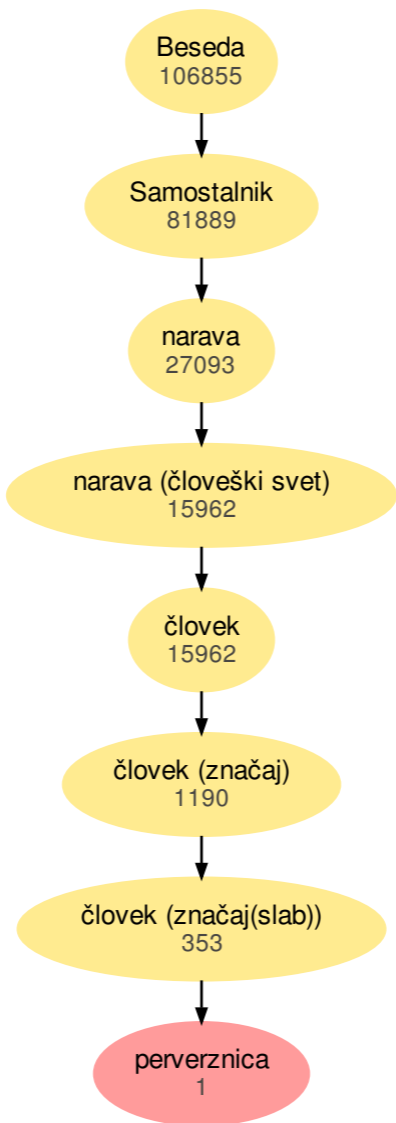 Beseda
106855
Samostalnik
81889
narava
27093
narava (človeški svet)
15962
človek
15962
človek (značaj)
1190
človek (značaj(slab))
353
perverznica
1